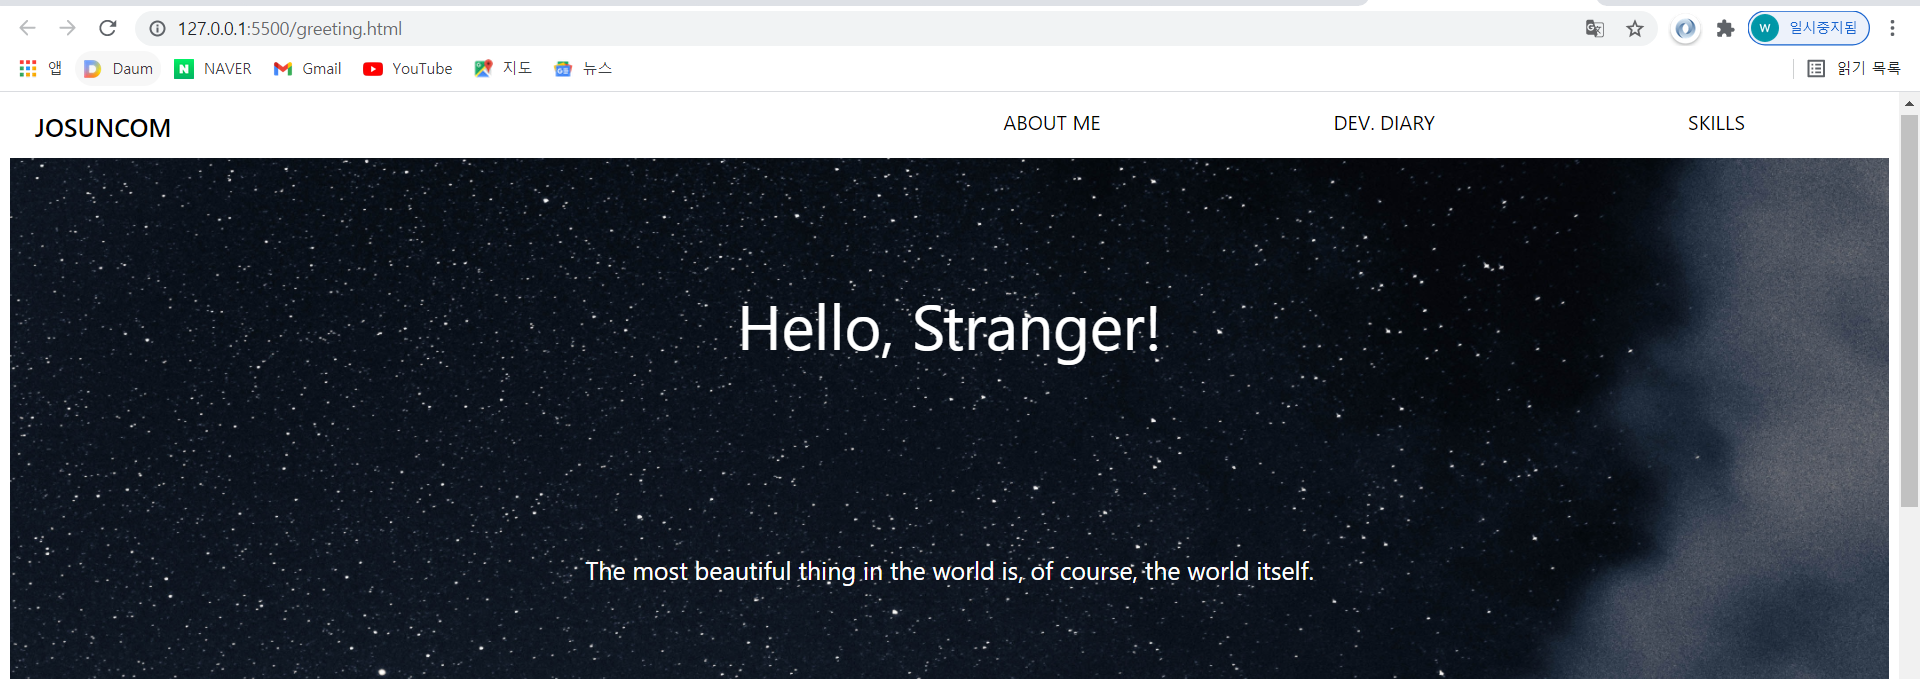 127.0.0.1:5500/greeting.html
W 일시중지됨
앱 Daum NAVER Gmail YouTube 지도 뉴스 읽기 목록
JOSUNCOM ABOUT ME DEV. DIARY SKILLS
Hello, Stranger!
The most beautiful thing in the world is, of course, the world itself.